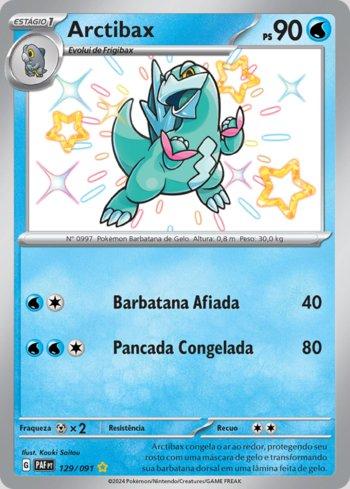 ESTÁGIO 1
Arctibax
PS 90
Evolui de Frigibax
N° 0997 Pokémon Barbatana de Gelo. Altura: 0,8 m Peso: 30,0 kg
Barbatana Afiada 40
Pancada Congelada 80
Fraqueza x 2 Resistência Recuo
Ilust. Kouki Saitou
G PAF PT 129/091
Arctibax congela o ar ao redor, protegendo seu
rosto com uma máscara de gelo e transformando
sua barbatana dorsal em uma lâmina feita de gelo.
©2024 Pokémon/Nintendo/Creatures/GAME FREAK